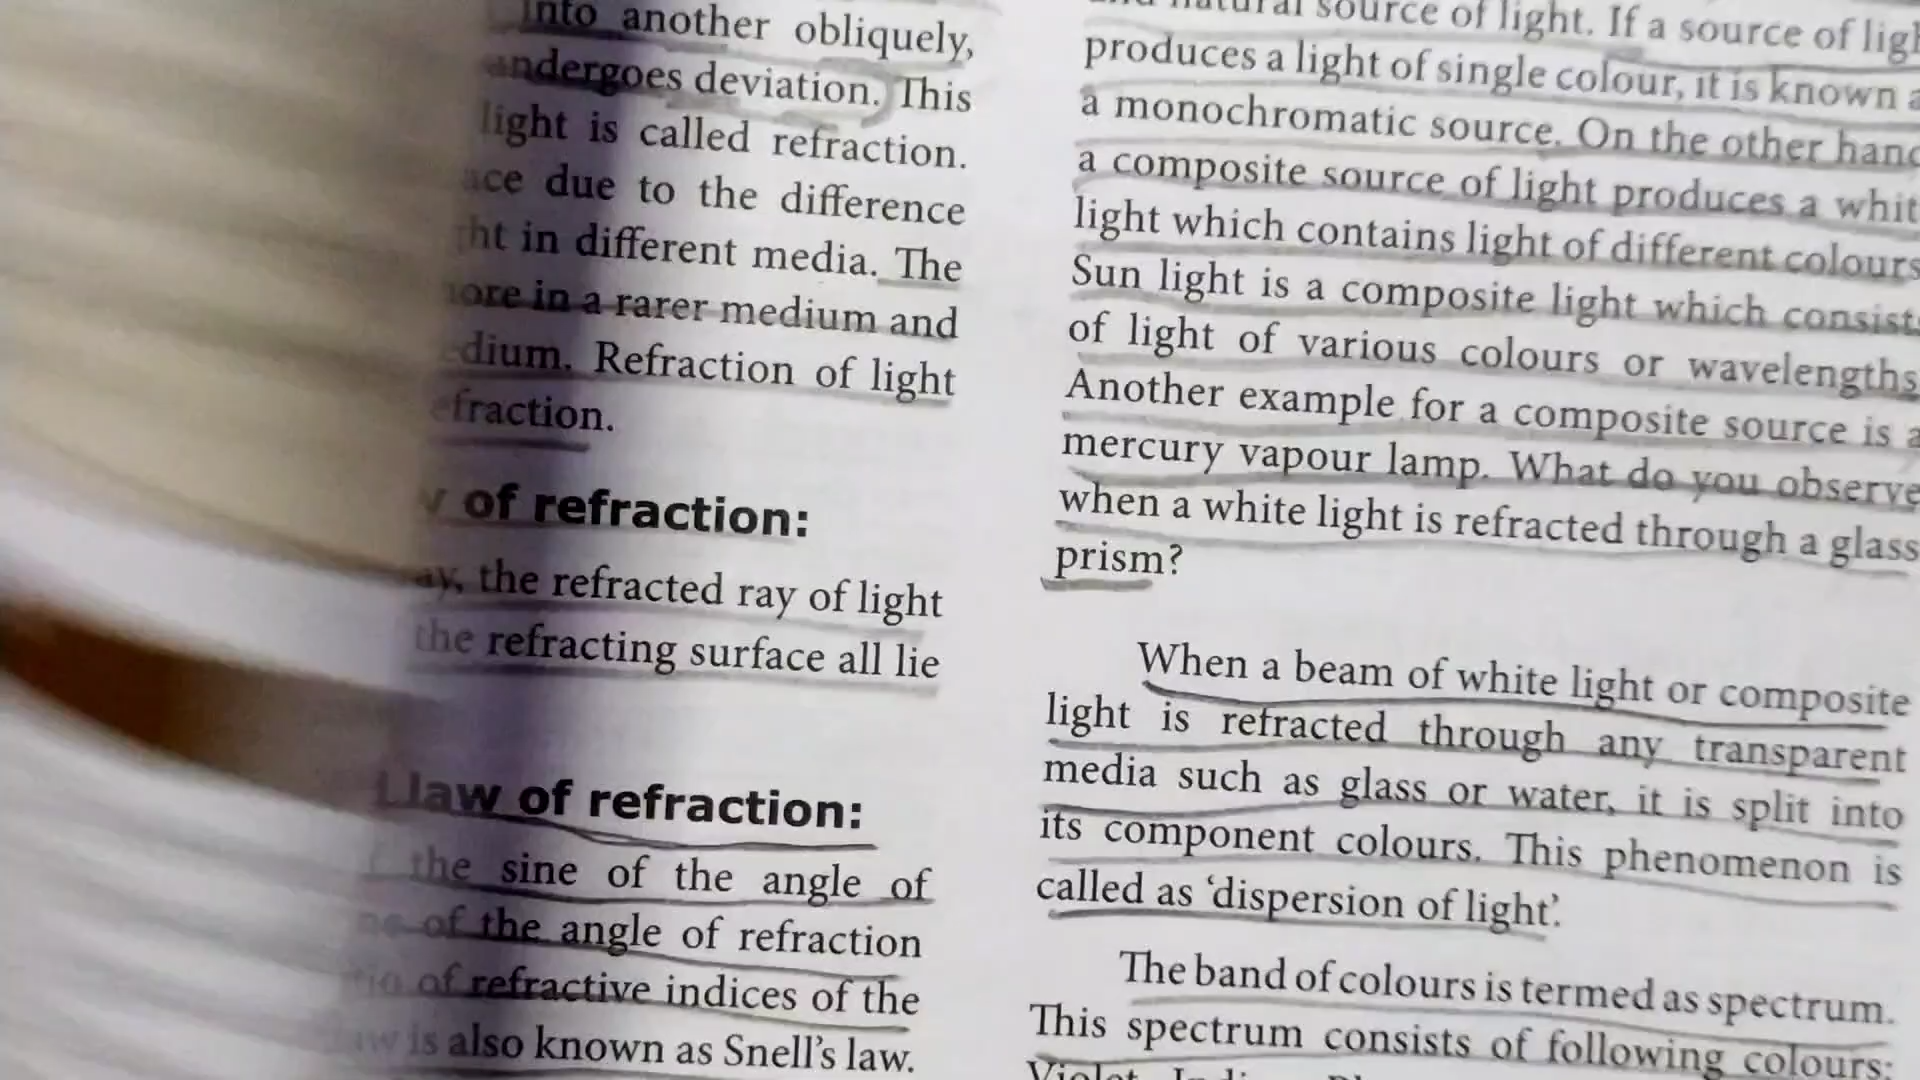 into another obliquely,
undergoes deviation. This
light is called refraction.
due to the difference
in different media. The
in a rarer medium and
Refraction of light
of refraction:
the refracted ray of light
the refracting surface all lie
law of refraction:
the sine of the angle of
of the angle of refraction
of refractive indices of the
is also known as Snell's law.
natural source of light. If a source of
produces a light of single colour, it is known
a monochromatic source. On the other
a composite source of light produces a
light which contains light of different colours
Sun light is a composite light which
of light of various colours or wavelengths
Another example for a composite source is
mercury vapour lamp. What do you observe
when a white light is refracted through a glass
prism?
When a beam of white light or composite
light is refracted through any transparent
media such as glass or water, it is split into
its component colours. This phenomenon is
called as 'dispersion of light'.
The band of colours is termed as spectrum.
This spectrum consists of following colours:
Violet,